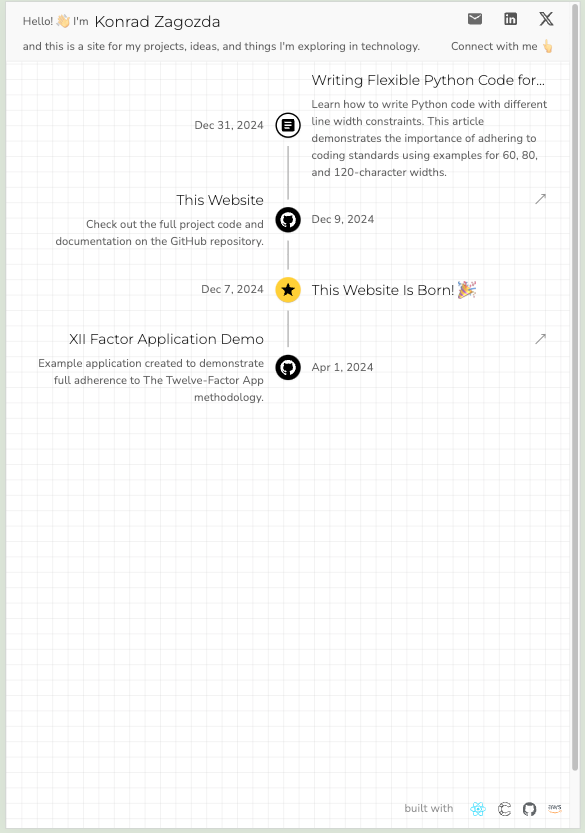 Hello! 👋 I'm Konrad Zagozda
and this is a site for my projects, ideas, and things I'm exploring in technology.
Connect with me 👆
Writing Flexible Python Code for...
Dec 31, 2024
Learn how to write Python code with different
line width constraints. This article
demonstrates the importance of adhering to
coding standards using examples for 60, 80,
and 120-character widths.
This Website
Check out the full project code and
documentation on the GitHub repository.
Dec 9, 2024
Dec 7, 2024
This Website Is Born! 🎉
XII Factor Application Demo
Example application created to demonstrate
full adherence to The Twelve-Factor App
methodology.
Apr 1, 2024
built with
aws